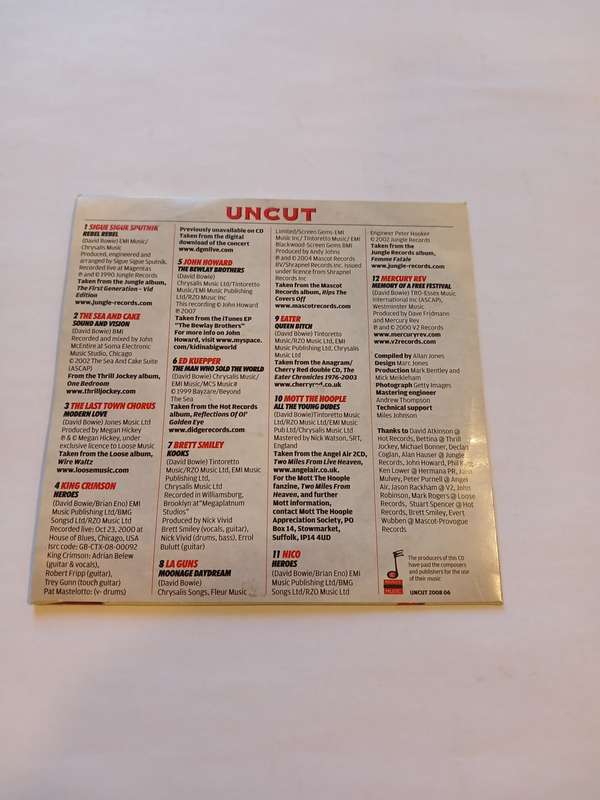 UNCUT
1 SIGUE SIGUE SPUTNIK
REBEL REBEL
(David Bowie) EMI Music/
Chrysalis Music
Produced, engineered and
arranged by Sigue Sigue Sputnik.
Recorded live at Magenta's
℗ and © 1990 Jungle Records
Taken from the Jungle album,
The First Generation – Vid
Edition
www.jungle-records.com
2 THE SEA AND CAKE
SOUND AND VISION
(David Bowie) BMI
Recorded and mixed by John
McEntire at Soma Electronic
Music Studio, Chicago
©2002 The Sea And Cake Suite
(ASCAP)
From the Thrill Jockey album,
One Bedroom
www.thrilljockey.com
3 THE LAST TOWN CHORUS
MODERN LOVE
(David Bowie) Jones Music Ltd
Produced by Megan Hickey
℗ & © Megan Hickey, under
exclusive licence to Loose Music
Taken from the Loose album,
Wire Waltz
www.loosemusic.com
4 KING CRIMSON
HEROES
(David Bowie/Brian Eno) EMI
Music Publishing Ltd/BMG
Songsd Ltd/RZO Music Ltd
Recorded live: Oct 23, 2000 at
House of Blues, Chicago, USA
Isrc code: GB-CTX-08-00092
King Crimson: Adrian Belew
(guitar & vocals),
Robert Fripp (guitar),
Trey Gunn (touch guitar)
Pat Mastelotto: (v- drums)
Previously unavailable on CD
Taken from the digital
download of the concert
www.dgmlive.com
5 JOHN HOWARD
THE BEWLAY BROTHERS
(David Bowie)
Chrysalis Music Ltd/Tintoretto
Music/EMI Music Publishing
Ltd/RZO Music Inc
This recording © John Howard
℗ 2007
Taken from the iTunes EP
"The Bewlay Brothers"
For more info on John
Howard, visit www.myspace.
com/kidinabigworld
6 ED KUEPPER
THE MAN WHO SOLD THE WORLD
(David Bowie) Chrysalis Music/
EMI Music/MCS Music#
© 1999 Bayzare/Beyond
The Sea
Taken from the Hot Records
album, Reflections Of Ol'
Golden Eye
www.didgerecords.com
7 BRETT SMILEY
KOOKS
(David Bowie) Tintoretto
Music/RZO Music Ltd, EMI Music
Publishing Ltd,
Chrysalis Music Ltd
Recorded in Williamsburg,
Brooklyn at "Megaplatnum
Studios"
Produced by Nick Vivid
Brett Smiley (vocals, guitar),
Nick Vivid (drums, bass), Errol
Bulutt (guitar)
8 LA GUNS
MOONAGE DAYDREAM
(David Bowie)
Chrysalis Songs, Fleur Music
Limited/Screen Gems-EMI
Music Inc/ Tintoretto Music/ EMI
Blackwood-Screen Gems BMI
Produced by Andy Johns
℗ and © 2004 Mascot Records
BV/Shrapnel Records Inc. Issued
under licence from Shrapnel
Records Inc
Taken from the Mascot
Records album, Rips The
Covers Off
www.mascotrecords.com
9 EATER
QUEEN BITCH
(David Bowie) Tintoretto
Music/RZO Music Ltd, EMI
Music Publishing Ltd, Chrysalis
Music Ltd
Taken from the Anagram/
Cherry Red double CD, The
Eater Chronicles 1976-2003
www.cherryred.co.uk
10 MOTT THE HOOPLE
ALL THE YOUNG DUDES
(David Bowie) Tintoretto Music
Ltd/RZO Music Ltd/EMI Music
Pub Ltd/Chrysalis Music Ltd
Mastered by Nick Watson, SRT,
England
Taken from the Angel Air 2CD,
Two Miles From Live Heaven,
www.angelair.co.uk.
For the Mott The Hoople
fanzine, Two Miles From
Heaven, and further
Mott information,
contact Mott The Hoople
Appreciation Society, PO
Box 14, Stowmarket,
Suffolk, IP14 4UD
11 NICO
HEROES
(David Bowie/Brian Eno) EMI
Music Publishing Ltd/BMG
Songs Ltd/RZO Music Ltd
Engineer Peter Hooker
©2002 Jungle Records
Taken from the
Jungle Records album,
Femme Fatale
www.jungle-records.com
12 MERCURY REV
MEMORY OF A FREE FESTIVAL
(David Bowie) TRO-Essex Music
International Inc (ASCAP),
Westminster Music
Produced by Dave Fridmann
and Mercury Rev
℗ and © 2000 V2 Records
www.mercuryrev.com
www.v2records.com
Compiled by Allan Jones
Design Marc Jones
Production Mark Bentley and
Mick Meikleham
Photograph Getty Images
Mastering engineer
Andrew Thompson
Technical support
Miles Johnson
Thanks to David Atkinson @
Hot Records, Bettina @ Thrill
Jockey, Michael Bonner, Declan
Coglan, Alan Hauser @ Jungle
Records, John Howard, Phil King,
Ken Lower @ Hermana PR, John
Mulvey, Peter Purnell @ Angel
Air, Jason Rackham @ V2, John
Robinson, Mark Rogers @ Loose
Records, Stuart Spencer @ Hot
Records, Brett Smiley, Evert
Wubben @ Mascot-Provogue
Records
The producers of this CD
have paid the composers
and publishers for the use
of their music
MUSIC
UNCUT 2008 06